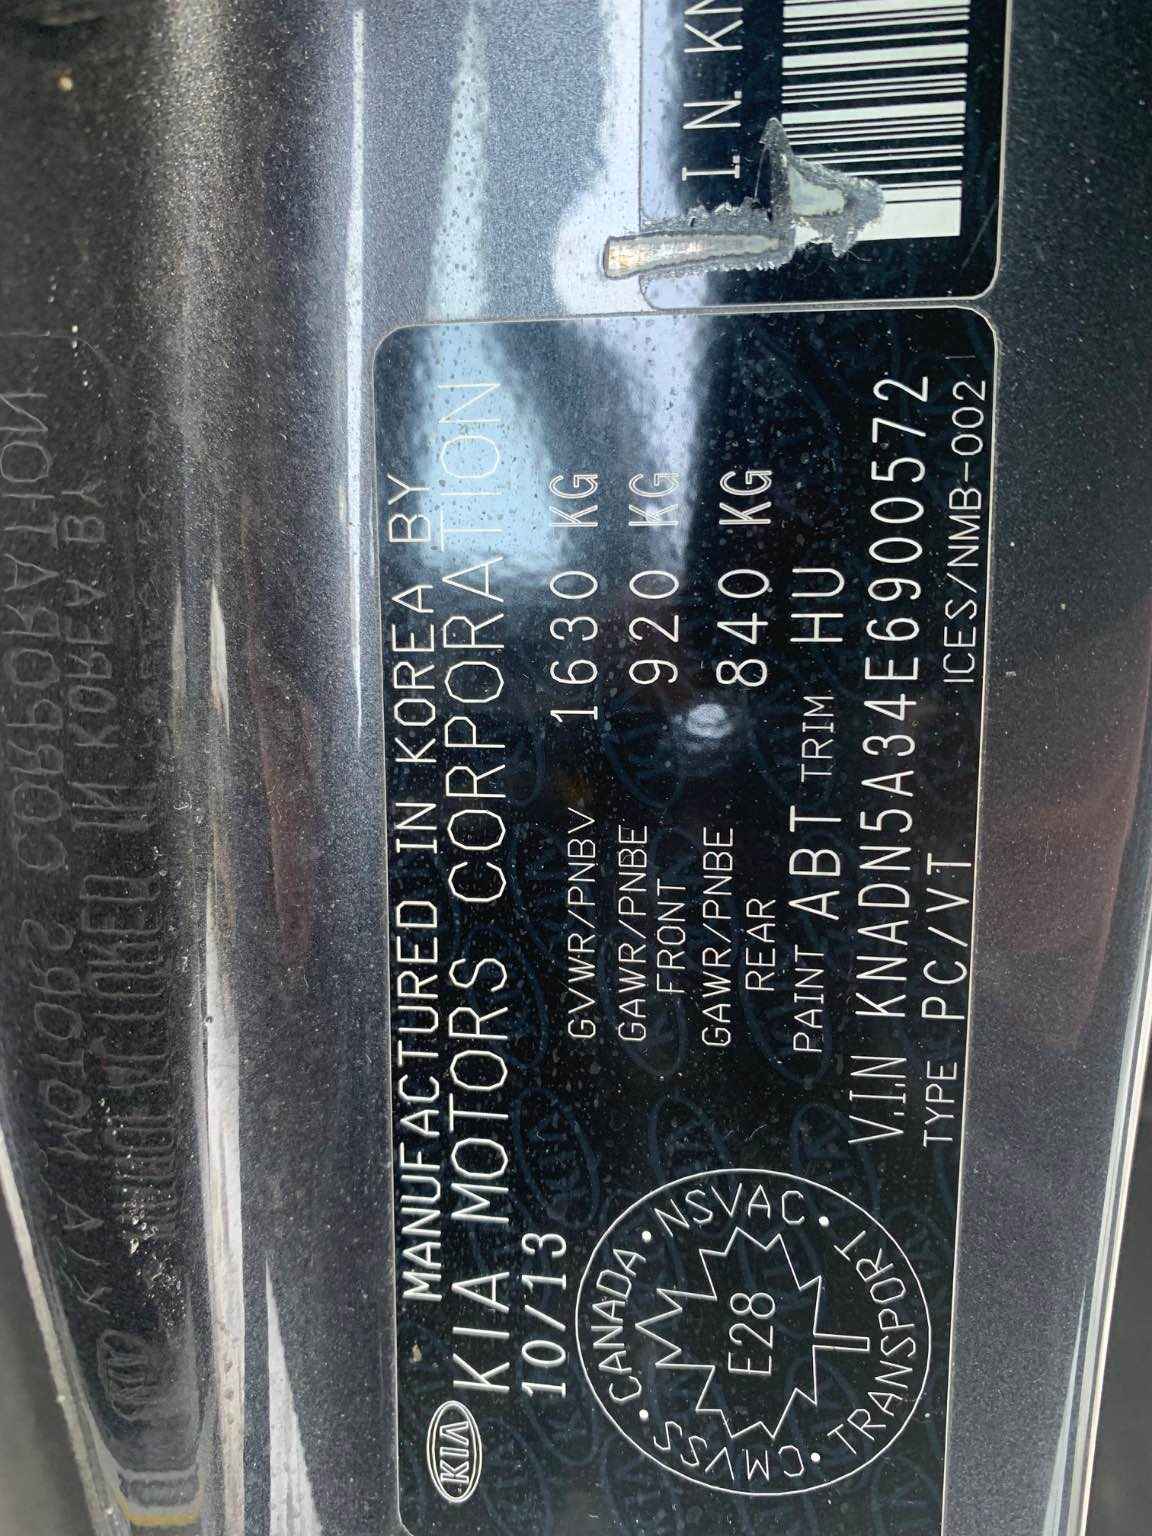 MANUFACTURED IN KOREA BY
KIA KIA MOTORS CORPORATION
10/13
GVWR/PNBV 1630 KG
GAWR/PNBE FRONT 920 KG
GAWR/PNBE REAR 840 KG
PAINT ABT TRIM HU
V.I.N KNADN5A34E6900572
TYPE PC/VT ICES/NMB-002
CANADA · NSVAC · TRANSPORT · CMVSS
E28
I. N. KN